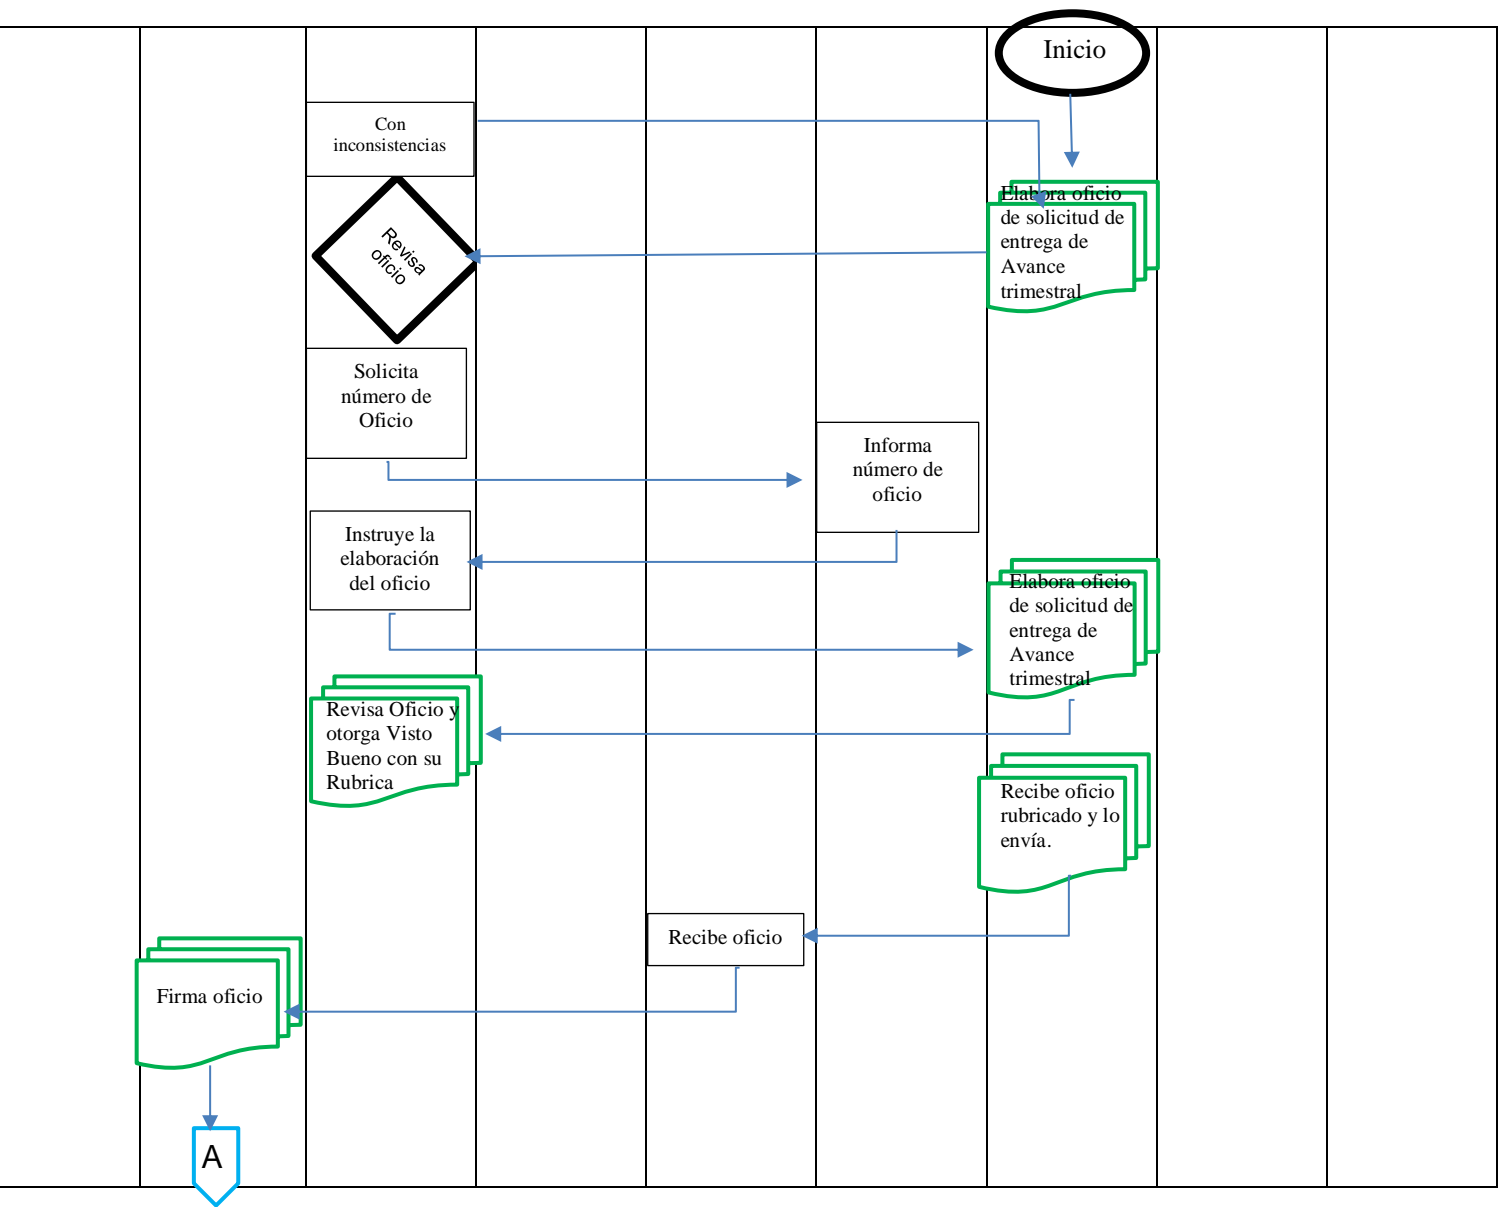 Inicio
Con
inconsistencias
Elabora oficio
de solicitud de
entrega de
Avance
trimestral
Revisa
oficio
Solicita
número de
Oficio
Informa
número de
oficio
Instruye la
elaboración
del oficio
Elabora oficio
de solicitud de
entrega de
Avance
trimestral
Revisa Oficio y
otorga Visto
Bueno con su
Rubrica
Recibe oficio
rubricado y lo
envía.
Recibe oficio
Firma oficio
A